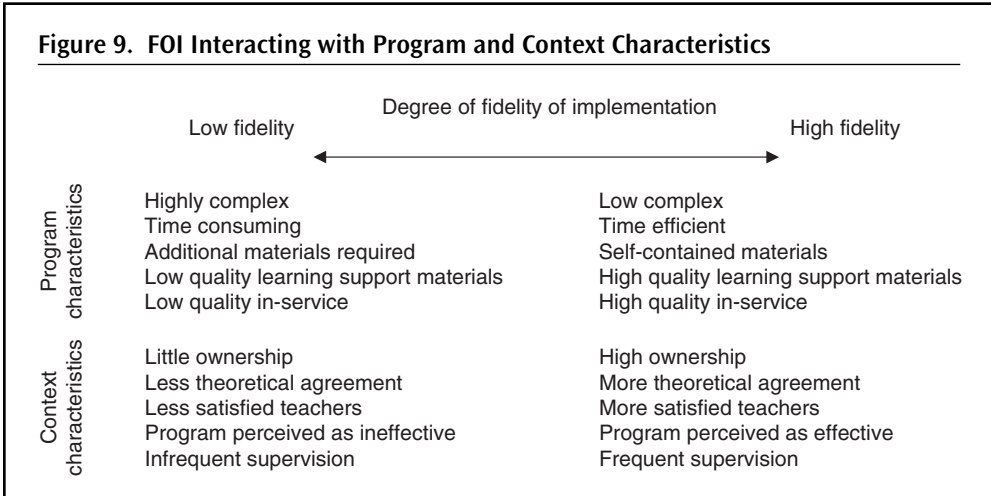 Figure 9. FOI Interacting with Program and Context Characteristics
Degree of fidelity of implementation
Low fidelity
High fidelity
Program
characteristics
Highly complex
Time consuming
Additional materials required
Low quality learning support materials
Low quality in-service
Low complex
Time efficient
Self-contained materials
High quality learning support materials
High quality in-service
Context
characteristics
Little ownership
Less theoretical agreement
Less satisfied teachers
Program perceived as ineffective
Infrequent supervision
High ownership
More theoretical agreement
More satisfied teachers
Program perceived as effective
Frequent supervision